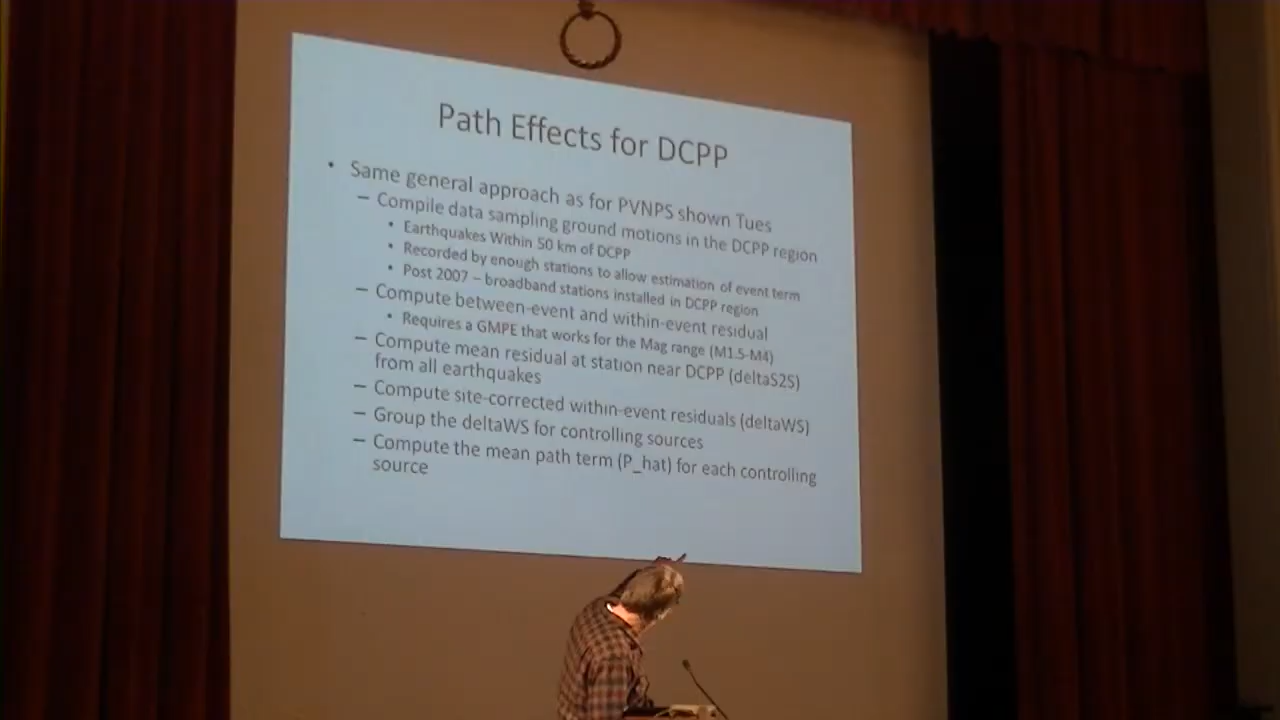 Path Effects for DCPP
• Same general approach as for PVNPS shown Tues
– Compile data sampling ground motions in the DCPP region
• Earthquakes Within 50 km of DCPP
• Recorded by enough stations to allow estimation of event term
• Post 2007 – broadband stations installed in DCPP region
– Compute between-event and within-event residual
• Requires a GMPE that works for the Mag range (M1.5-M4)
– Compute mean residual at station near DCPP (deltaS2S)
from all earthquakes
– Compute site-corrected within-event residuals (deltaWS)
– Group the deltaWS for controlling sources
– Compute the mean path term (P_hat) for each controlling
source